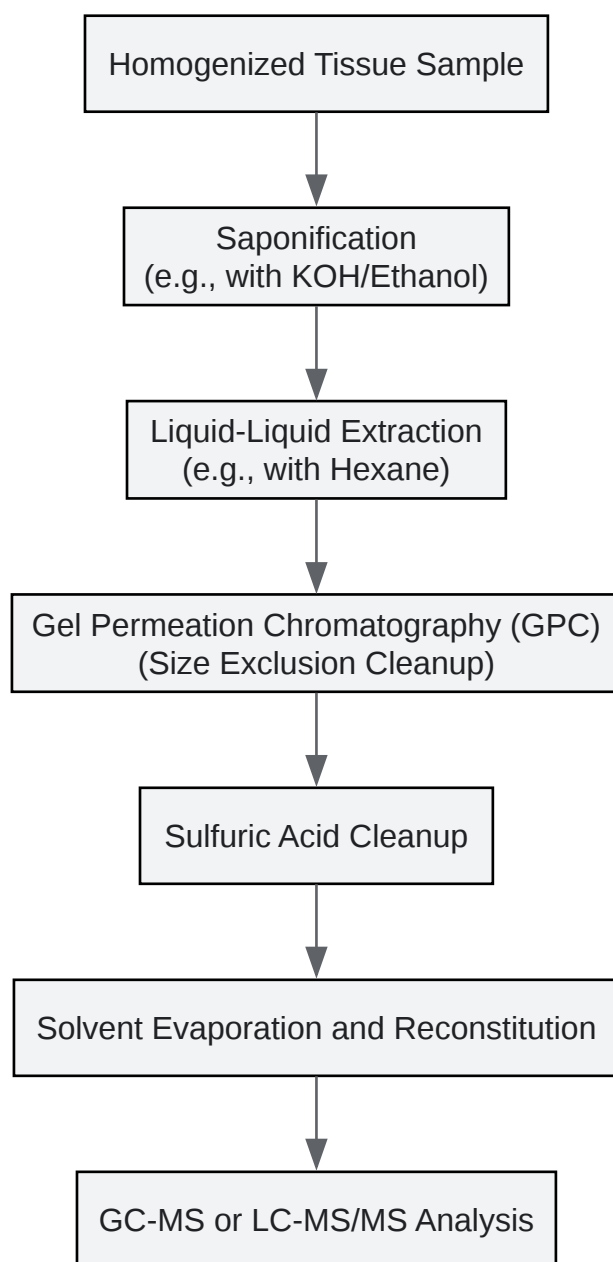 Homogenized Tissue Sample
Saponification
(e.g., with KOH/Ethanol)
Liquid-Liquid Extraction
(e.g., with Hexane)
Gel Permeation Chromatography (GPC)
(Size Exclusion Cleanup)
Sulfuric Acid Cleanup
Solvent Evaporation and Reconstitution
GC-MS or LC-MS/MS Analysis